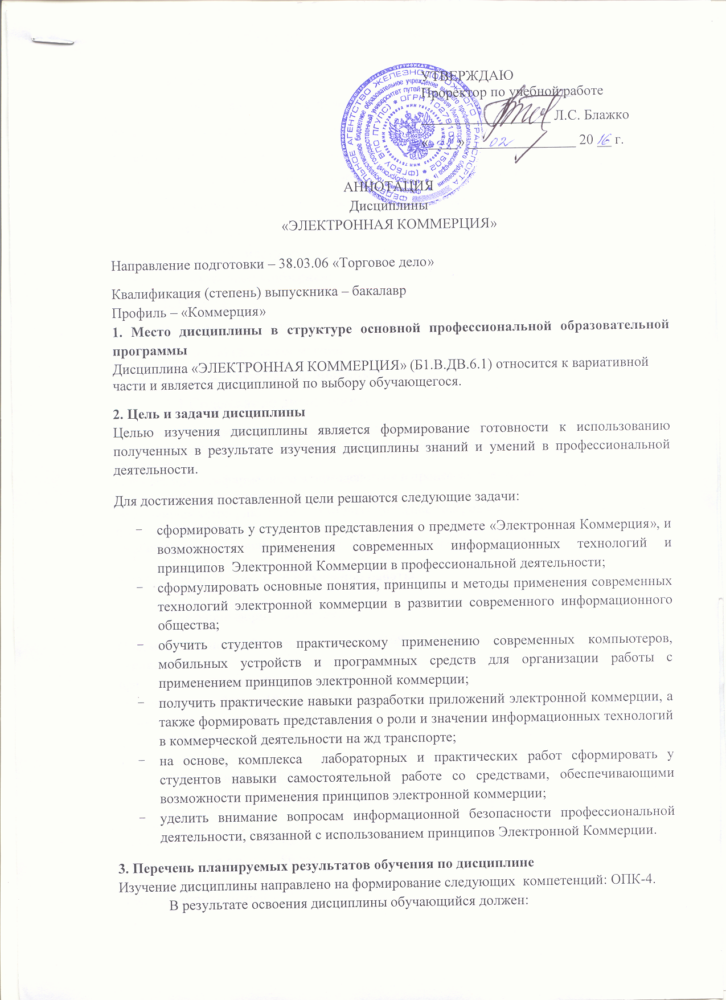 УТВЕРЖДАЮ
Проректор по учебной работе
Л.С. Блажко
« » 02 20 16 г.
ФЕДЕРАЛЬНОЕ АГЕНТСТВО ЖЕЛЕЗНОДОРОЖНОГО ТРАНСПОРТА
АННОТАЦИЯ
Дисциплины
«ЭЛЕКТРОННАЯ КОММЕРЦИЯ»
Направление подготовки – 38.03.06 «Торговое дело»
Квалификация (степень) выпускника – бакалавр
Профиль – «Коммерция»
1. Место дисциплины в структуре основной профессиональной образовательной
программы
Дисциплина «ЭЛЕКТРОННАЯ КОММЕРЦИЯ» (Б1.В.ДВ.6.1) относится к вариативной
части и является дисциплиной по выбору обучающегося.
2. Цель и задачи дисциплины
Целью изучения дисциплины является формирование готовности к использованию
полученных в результате изучения дисциплины знаний и умений в профессиональной
деятельности.
Для достижения поставленной цели решаются следующие задачи:
− сформировать у студентов представления о предмете «Электронная Коммерция», и
возможностях применения современных информационных технологий и
принципов Электронной Коммерции в профессиональной деятельности;
− сформулировать основные понятия, принципы и методы применения современных
технологий электронной коммерции в развитии современного информационного
общества;
− обучить студентов практическому применению современных компьютеров,
мобильных устройств и программных средств для организации работы с
применением принципов электронной коммерции;
− получить практические навыки разработки приложений электронной коммерции, а
также формировать представления о роли и значении информационных технологий
в коммерческой деятельности на жд транспорте;
− на основе, комплекса лабораторных и практических работ сформировать у
студентов навыки самостоятельной работе со средствами, обеспечивающими
возможности применения принципов электронной коммерции;
− уделить внимание вопросам информационной безопасности профессиональной
деятельности, связанной с использованием принципов Электронной Коммерции.
3. Перечень планируемых результатов обучения по дисциплине
Изучение дисциплины направлено на формирование следующих компетенций: ОПК-4.
В результате освоения дисциплины обучающийся должен: